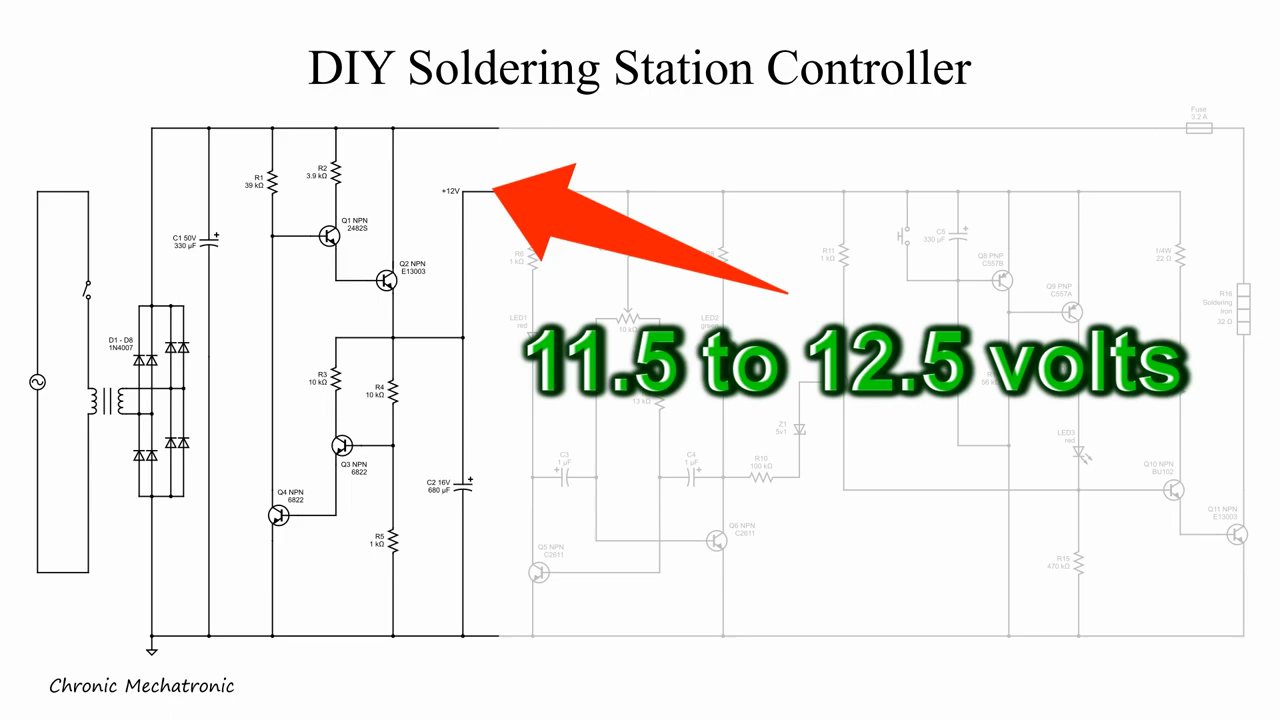 DIY Soldering Station Controller
Fuse
3.2 A
R1
39 kΩ
R2
3.9 kΩ
+12V
Q1 NPN
2482S
C1 50V
330 µF
Q2 NPN
E13003
D1 - D8
1N4007
R3
10 kΩ
R4
10 kΩ
Q3 NPN
6822
Q4 NPN
6822
C2 16V
680 µF
R5
1 kΩ
R6
1 kΩ
LED1
red
10 kΩ
LED2
green
13 kΩ
R11
1 kΩ
C5
330 µF
Q8 PNP
C557B
Q9 PNP
C557A
1/4W
22 Ω
R16
Soldering
Iron
32 Ω
11.5 to 12.5 volts
56 kΩ
Z1
5v1
LED3
red
C3
1 µF
C4
1 µF
R10
100 kΩ
Q10 NPN
BU102
Q5 NPN
C2611
Q6 NPN
C2611
Q11 NPN
E13003
R15
470 kΩ
Chronic Mechatronic